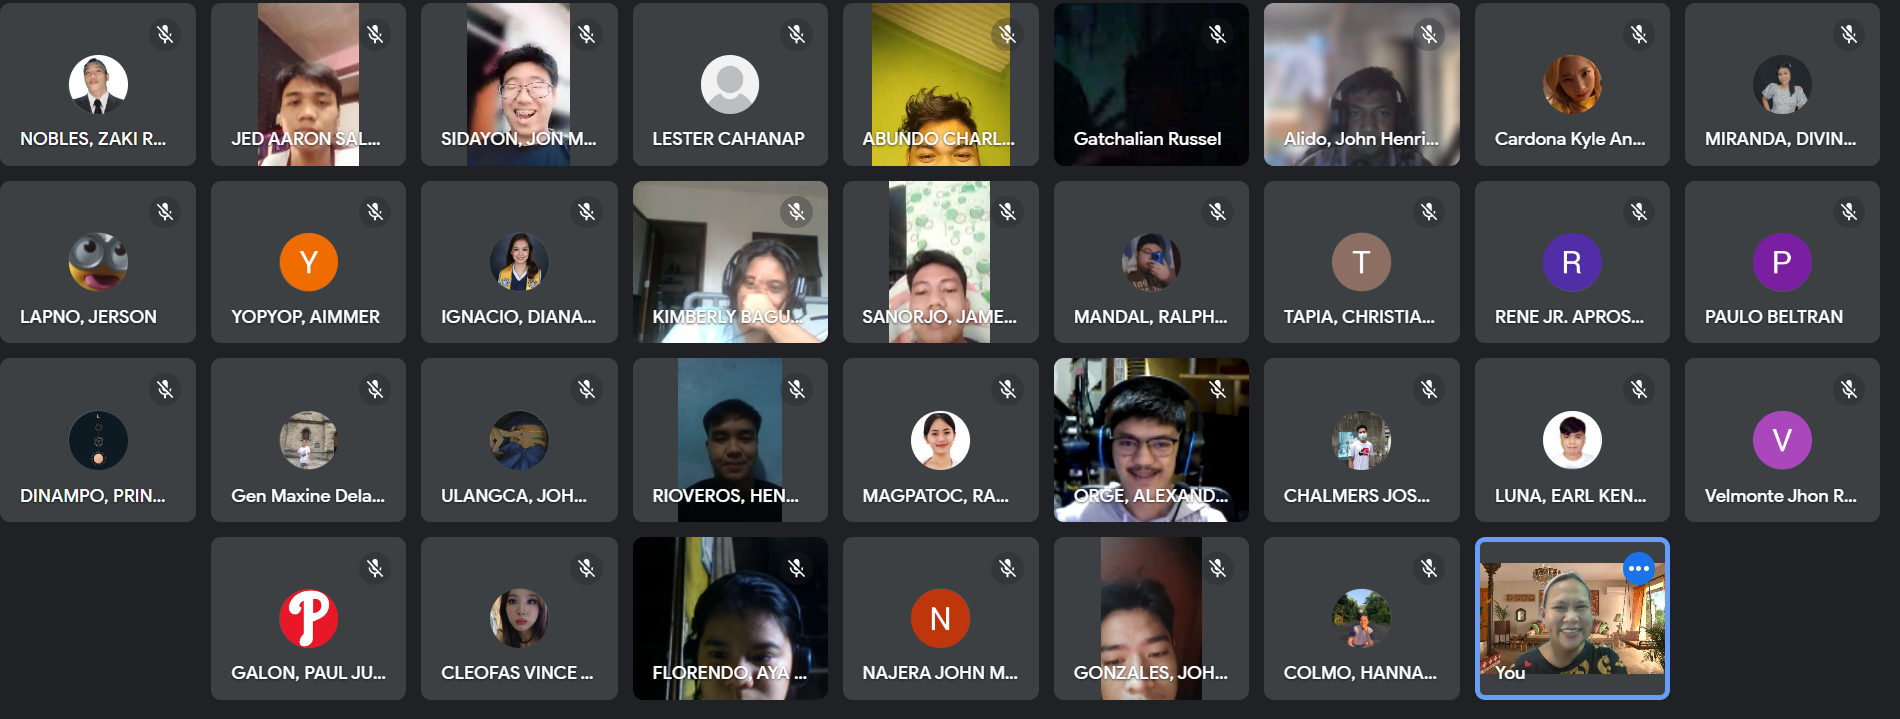 NOBLES, ZAKI R...
JED AARON SAL...
SIDAYON, JON M...
LESTER CAHANAP
ABUNDO CHARL...
Gatchalian Russel
Alido, John Henri...
Cardona Kyle An...
MIRANDA, DIVIN...
LAPNO, JERSON
Y
YOPYOP, AIMMER
IGNACIO, DIANA...
KIMBERLY BAGU...
SANORJO, JAME...
MANDAL, RALPH...
T
TAPIA, CHRISTIA...
R
RENE JR. APROS...
P
PAULO BELTRAN
DINAMPO, PRIN...
Gen Maxine Dela...
ULANGCA, JOH...
RIOVEROS, HEN...
MAGPATOC, RA...
ORGE, ALEXAND...
CHALMERS JOS...
LUNA, EARL KEN...
V
Velmonte Jhon R...
P
GALON, PAUL JU...
CLEOFAS VINCE ...
FLORENDO, AYA ...
N
NAJERA JOHN M...
GONZALES, JOH...
COLMO, HANNA...
You